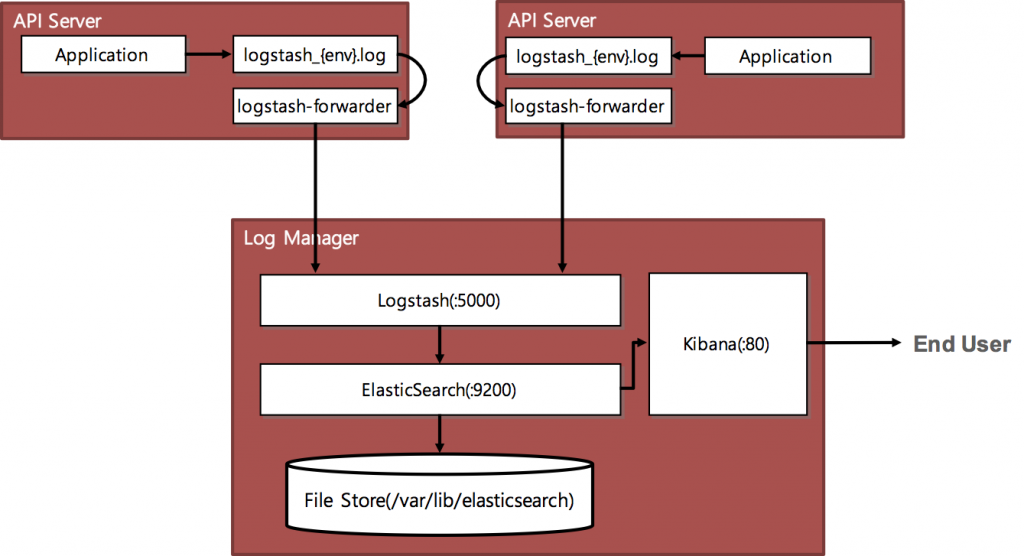 API Server
Application
logstash_{env}.log
logstash-forwarder
API Server
logstash_{env}.log
Application
logstash-forwarder
Log Manager
Logstash(:5000)
Kibana(:80)
End User
ElasticSearch(:9200)
File Store(/var/lib/elasticsearch)